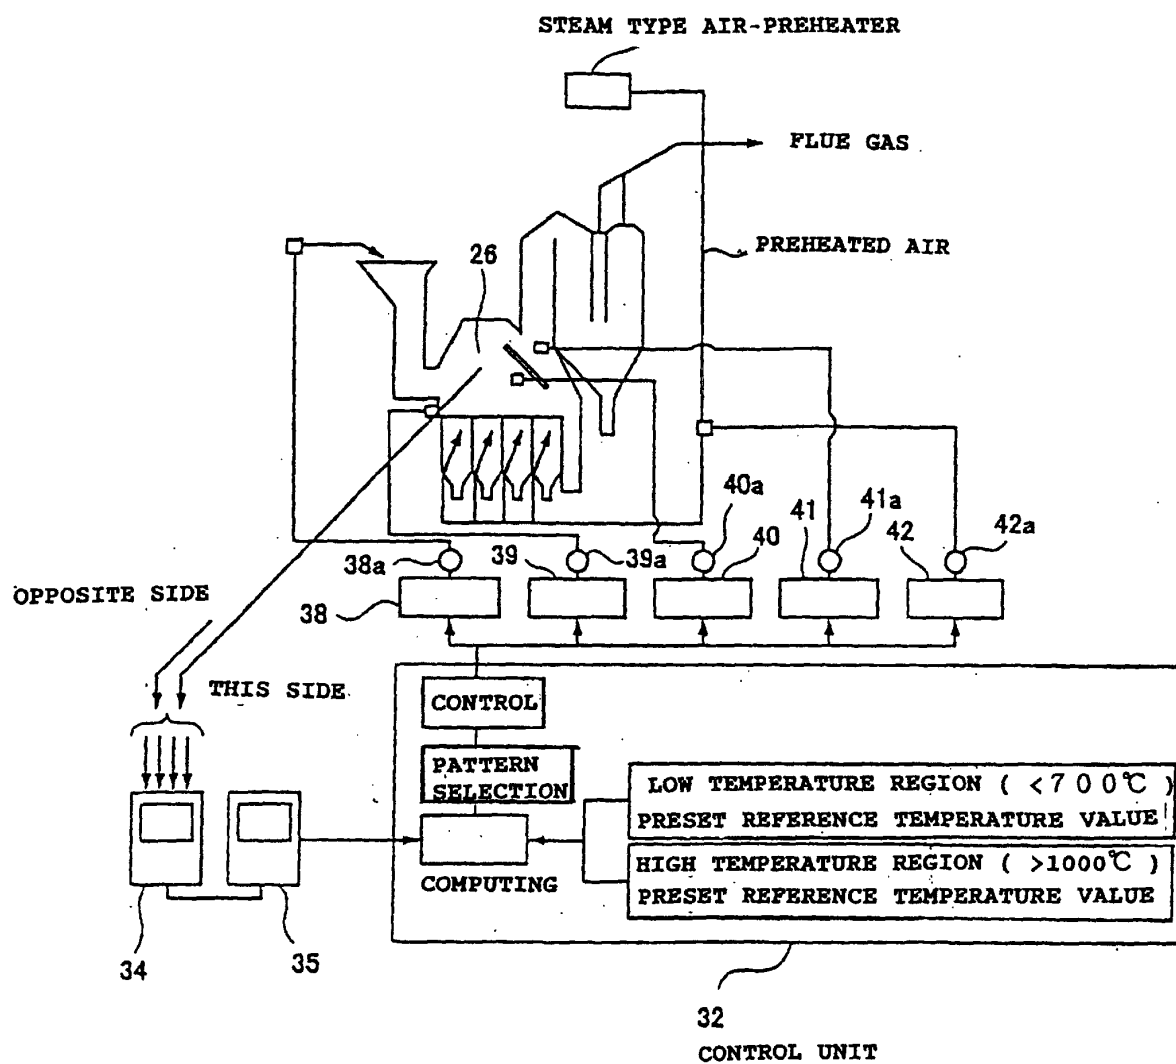 STEAM TYPE AIR-PREHEATER
FLUE GAS
PREHEATED AIR
26
40a
41
41a
42
42a
38a
39
39a
40
OPPOSITE SIDE
38
THIS SIDE
CONTROL
PATTERN
SELECTION
LOW TEMPERATURE REGION ( <700℃ )
PRESET REFERENCE TEMPERATURE VALUE
HIGH TEMPERATURE REGION ( >1000℃ )
PRESET REFERENCE TEMPERATURE VALUE
COMPUTING
34
35
32
CONTROL UNIT